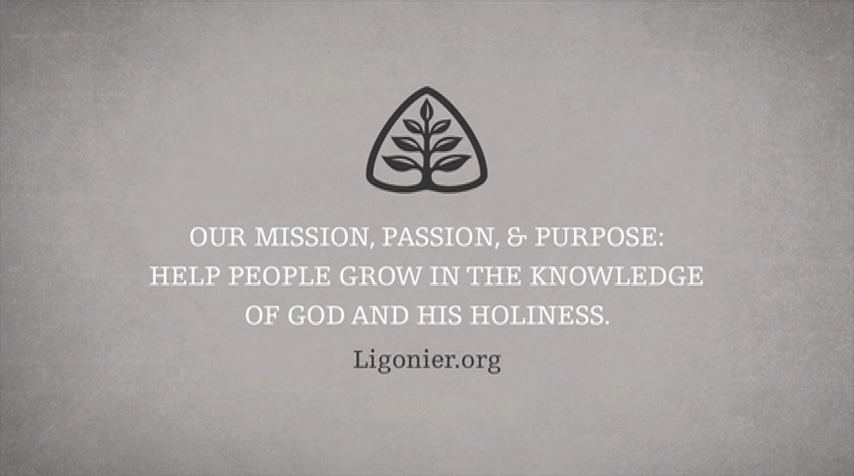 OUR MISSION, PASSION, & PURPOSE:
HELP PEOPLE GROW IN THE KNOWLEDGE
OF GOD AND HIS HOLINESS.
Ligonier.org